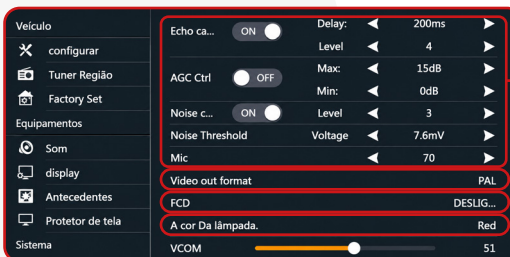 Veículo
configurar
Tuner Região
Factory Set
Equipamentos
Som
display
Antecedentes
Protetor de tela
Sistema
Echo ca... ON Delay: 200ms
Level 4
AGC Ctrl OFF Max: 15dB
Min: 0dB
Noise c... ON Level 3
Noise Threshold Voltage 7.6mV
Mic 70
Video out format PAL
FCD DESLIG...
A cor Da lâmpada. Red
VCOM 51